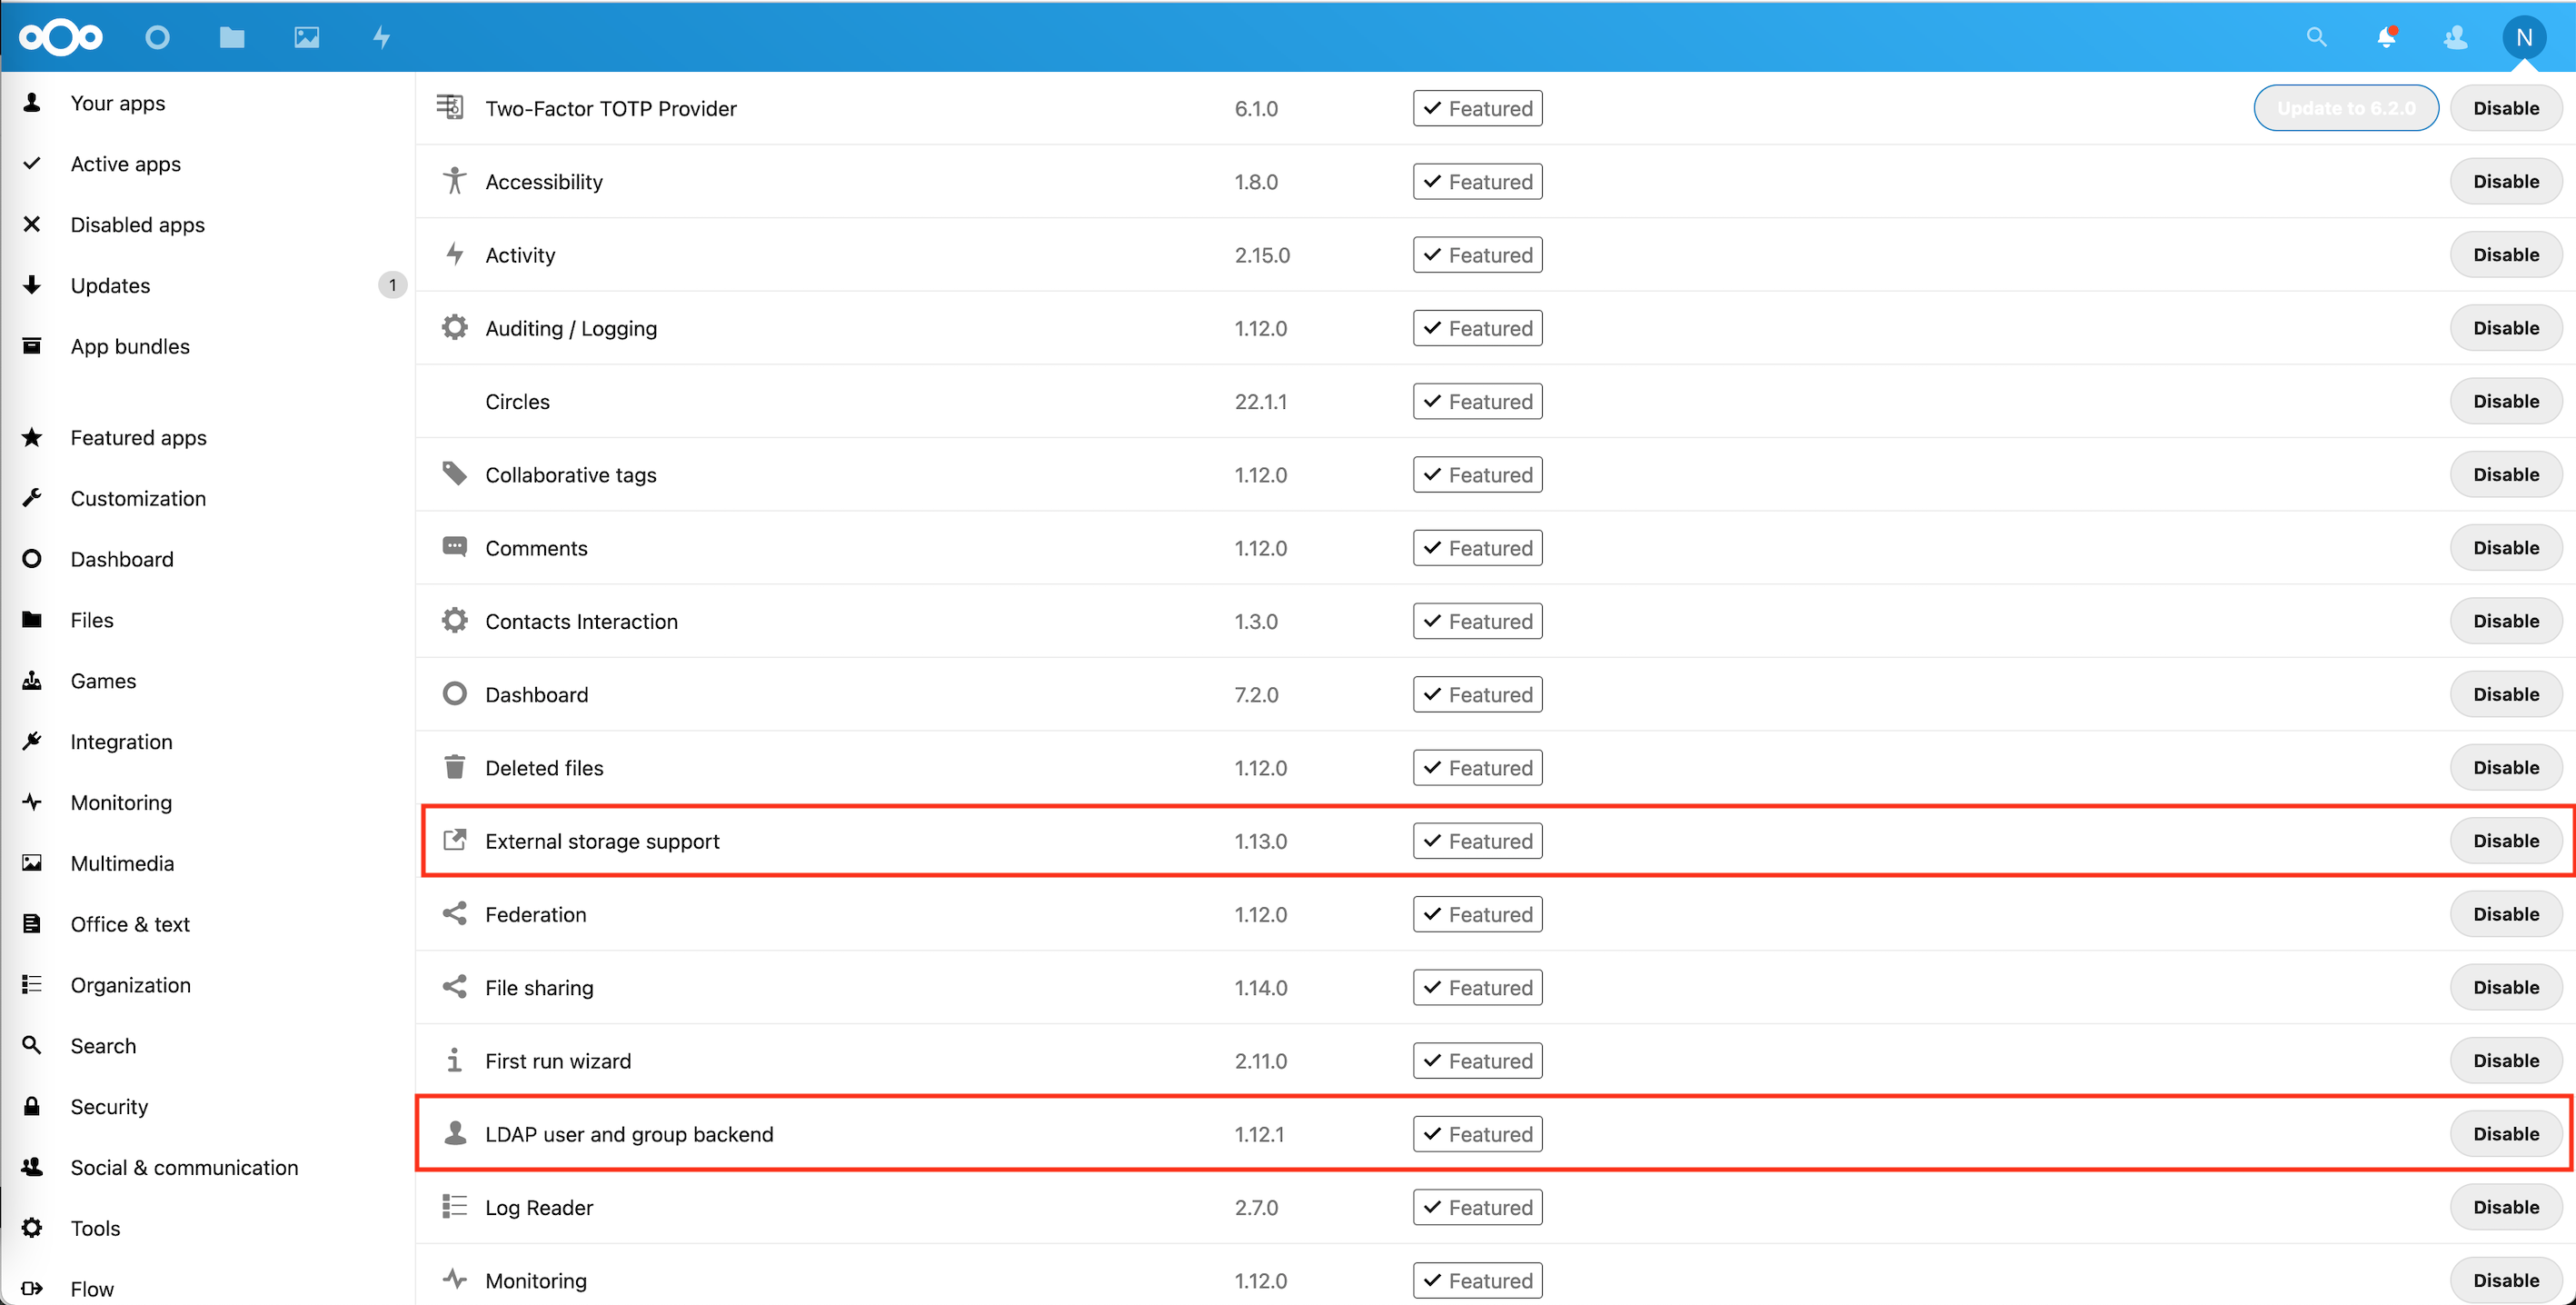 N
Your apps
Active apps
Disabled apps
Updates 1
App bundles
Featured apps
Customization
Dashboard
Files
Games
Integration
Monitoring
Multimedia
Office & text
Organization
Search
Security
Social & communication
Tools
Flow
Two-Factor TOTP Provider 6.1.0 Featured Update to 6.2.0 Disable
Accessibility 1.8.0 Featured Disable
Activity 2.15.0 Featured Disable
Auditing / Logging 1.12.0 Featured Disable
Circles 22.1.1 Featured Disable
Collaborative tags 1.12.0 Featured Disable
Comments 1.12.0 Featured Disable
Contacts Interaction 1.3.0 Featured Disable
Dashboard 7.2.0 Featured Disable
Deleted files 1.12.0 Featured Disable
External storage support 1.13.0 Featured Disable
Federation 1.12.0 Featured Disable
File sharing 1.14.0 Featured Disable
First run wizard 2.11.0 Featured Disable
LDAP user and group backend 1.12.1 Featured Disable
Log Reader 2.7.0 Featured Disable
Monitoring 1.12.0 Featured Disable